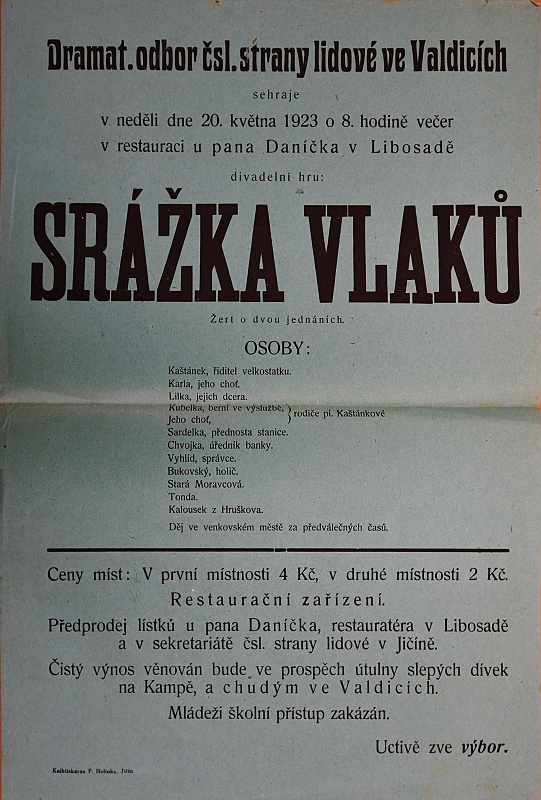 Dramat. odbor čsl. strany lidové ve Valdicích
sehraje
v neděli dne 20. května 1923 o 8. hodině večer
v restauraci u pana Daníčka v Libosadě
divadelní hru:
SRÁŽKA VLAKŮ
Žert o dvou jednáních.
OSOBY:
Kaštánek, řiditel velkostatku.
Karla, jeho choť.
Lilka, jejich dcera.
Kubelka, berní ve výslužbě,
Jeho choť, } rodiče pí. Kaštánkové
Sardelka, přednosta stanice.
Chvojka, úředník banky.
Vyhlíd, správce.
Bukovský, holič.
Stará Moravcová.
Tonda.
Kalousek z Hruškova.
Děj ve venkovském městě za předválečných časů.
Ceny míst: V první místnosti 4 Kč, v druhé místnosti 2 Kč.
Restaurační zařízení.
Předprodej lístků u pana Daníčka, restauratéra v Libosadě
a v sekretariátě čsl. strany lidové v Jičíně.
Čistý výnos věnován bude ve prospěch útulny slepých dívek
na Kampě, a chudým ve Valdicích.
Mládeži školní přístup zakázán.
Uctivě zve výbor.
Knihtiskárna F. Holinka, Jičín